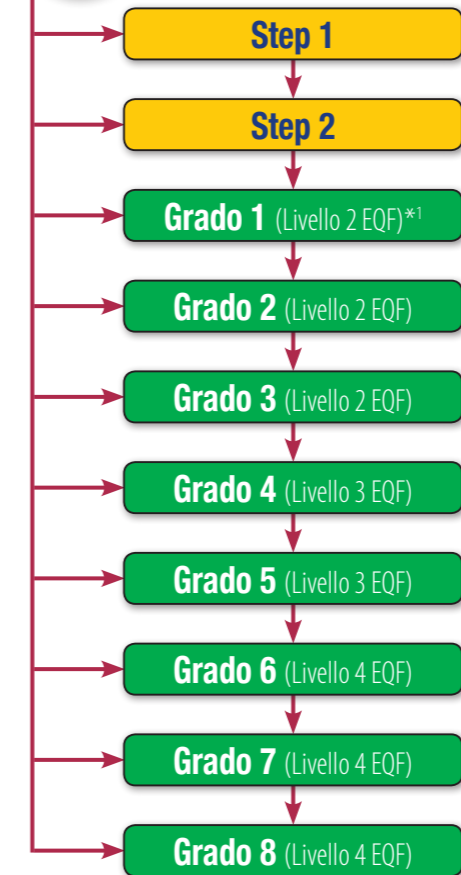 Step 1
Step 2
Grado 1 (Livello 2 EQF)*¹
Grado 2 (Livello 2 EQF)
Grado 3 (Livello 2 EQF)
Grado 4 (Livello 3 EQF)
Grado 5 (Livello 3 EQF)
Grado 6 (Livello 4 EQF)
Grado 7 (Livello 4 EQF)
Grado 8 (Livello 4 EQF)